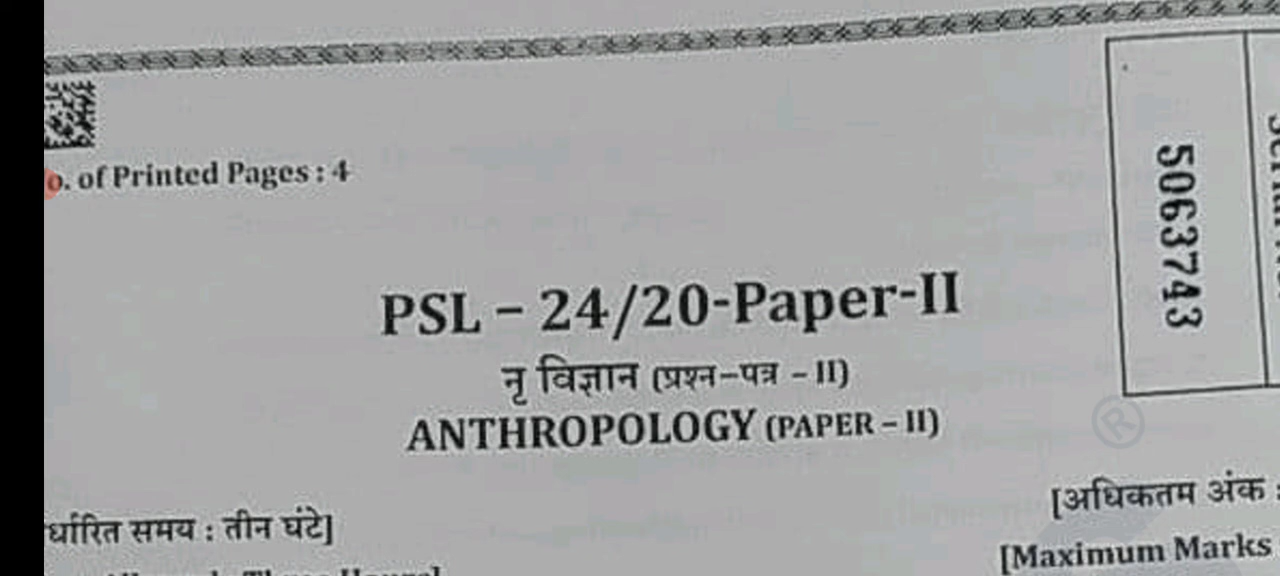 o. of Printed Pages : 4
5063743
PSL – 24/20-Paper-II
नृ विज्ञान (प्रश्न-पत्र – II)
ANTHROPOLOGY (PAPER – II)
र्धारित समय : तीन घंटे]
[अधिकतम अंक :
[Maximum Marks